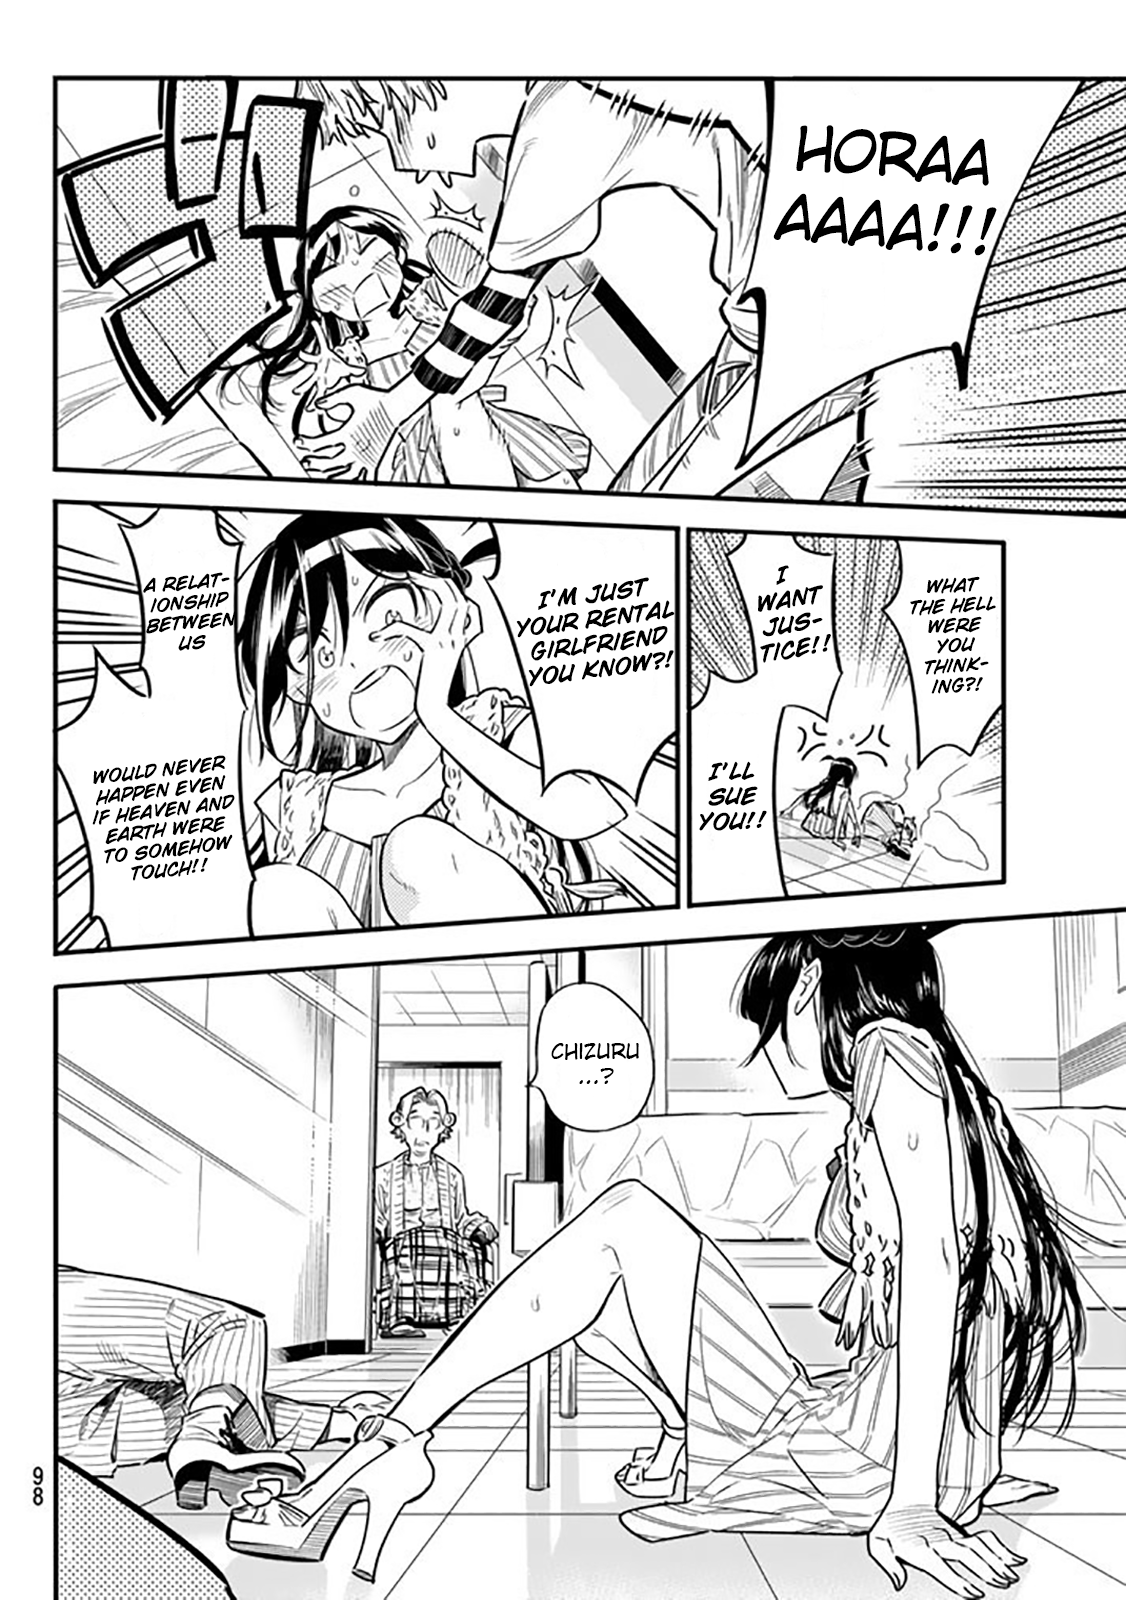 HORAA
AAAA!!!
WHAT
THE HELL
WERE
YOU
THINK-
ING?!
I
WANT
JUS-
TICE!!
I'LL
SUE
YOU!!
I'M JUST
YOUR RENTAL
GIRLFRIEND
YOU KNOW?!
A RELAT-
IONSHIP
BETWEEN
US
WOULD NEVER
HAPPEN EVEN
IF HEAVEN AND
EARTH WERE
TO SOMEHOW
TOUCH!!
CHIZURU
...?
98